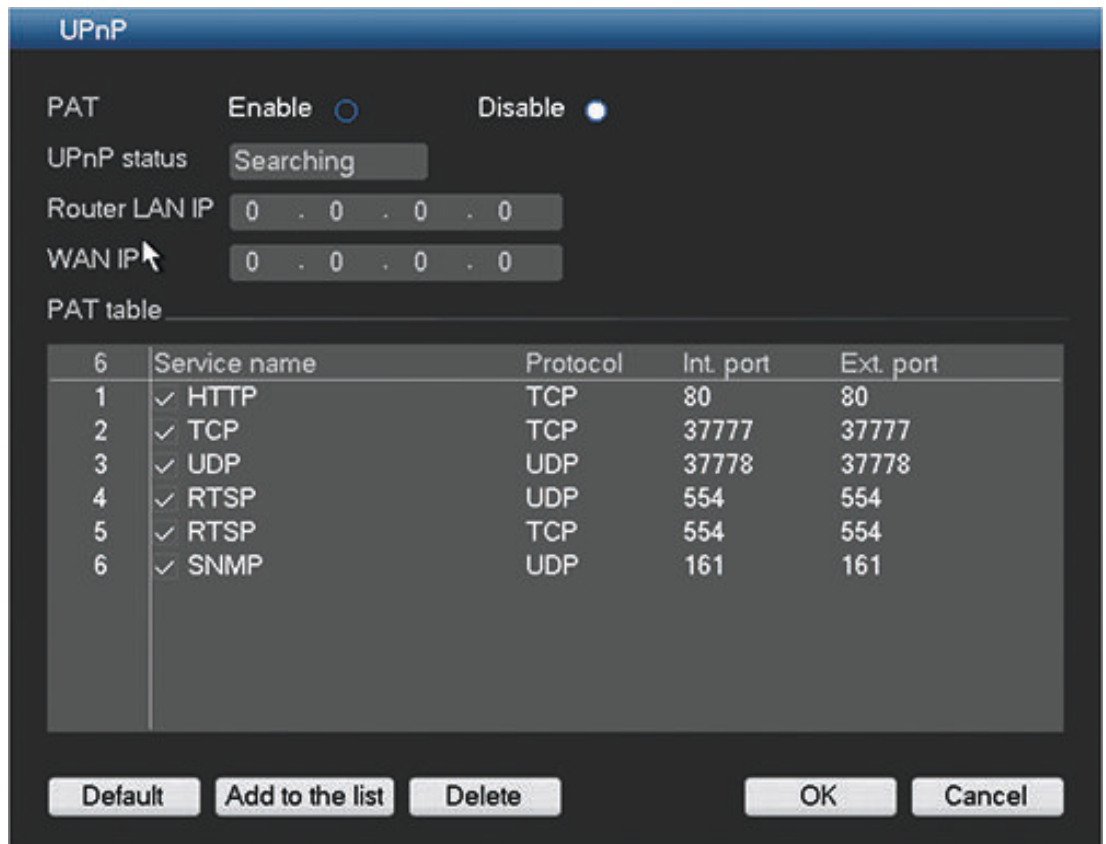 UPnP
PAT Enable Disable
UPnP status Searching
Router LAN IP 0 . 0 . 0 . 0
WAN IP 0 . 0 . 0 . 0
PAT table
6 Service name Protocol Int. port Ext. port
1 HTTP TCP 80 80
2 TCP TCP 37777 37777
3 UDP UDP 37778 37778
4 RTSP UDP 554 554
5 RTSP TCP 554 554
6 SNMP UDP 161 161
Default Add to the list Delete OK Cancel